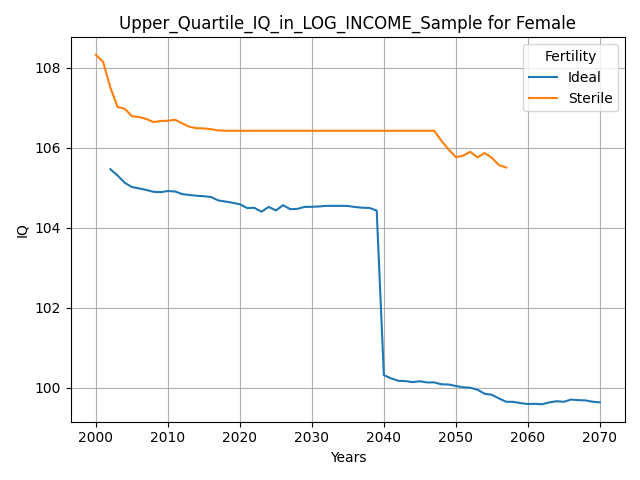 Upper_Quartile_IQ_in_LOG_INCOME_Sample for Female
Fertility
Ideal
Sterile
IQ
108
106
104
102
100
2000 2010 2020 2030 2040 2050 2060 2070
Years